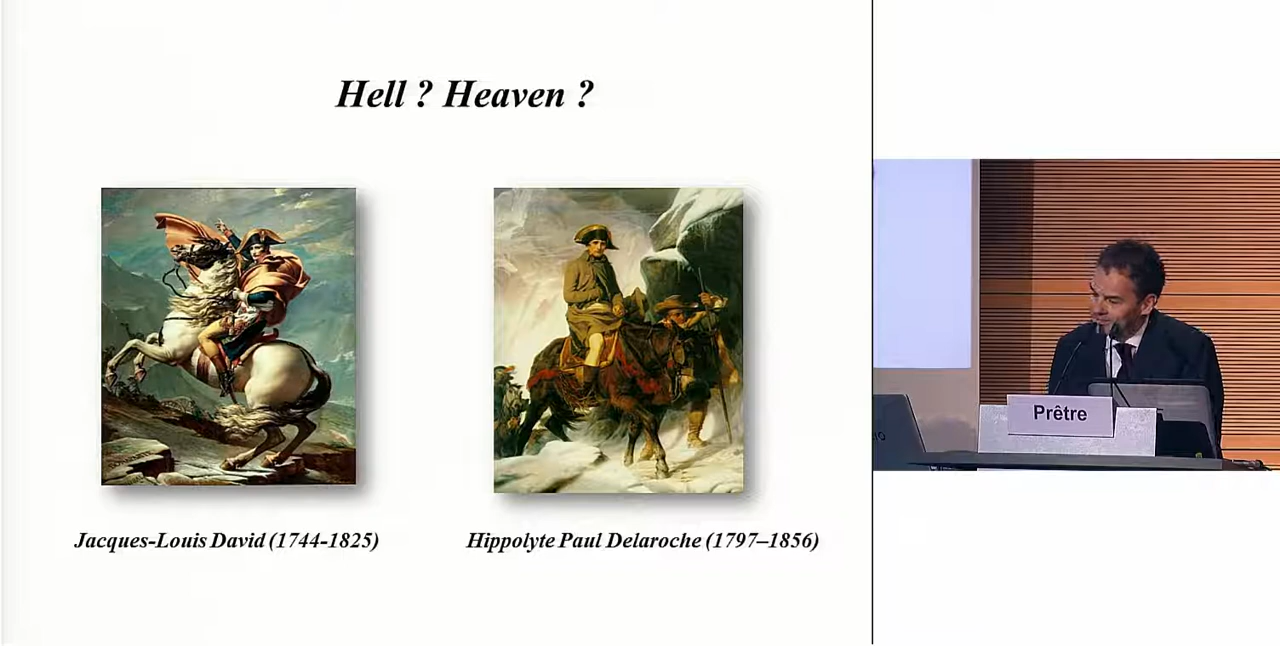 Hell ? Heaven ?
Jacques-Louis David (1744-1825)
Hippolyte Paul Delaroche (1797–1856)
Prêtre